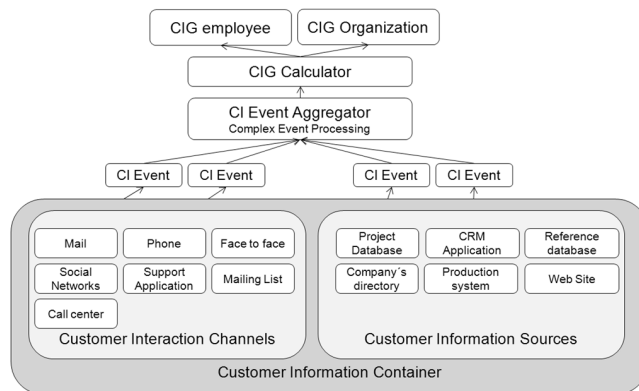 CIG employee
CIG Organization
CIG Calculator
CI Event Aggregator
Complex Event Processing
CI Event
CI Event
CI Event
CI Event
Mail
Phone
Face to face
Social
Networks
Support
Application
Mailing List
Call center
Customer Interaction Channels
Project
Database
CRM
Application
Reference
database
Company´s
directory
Production
system
Web Site
Customer Information Sources
Customer Information Container